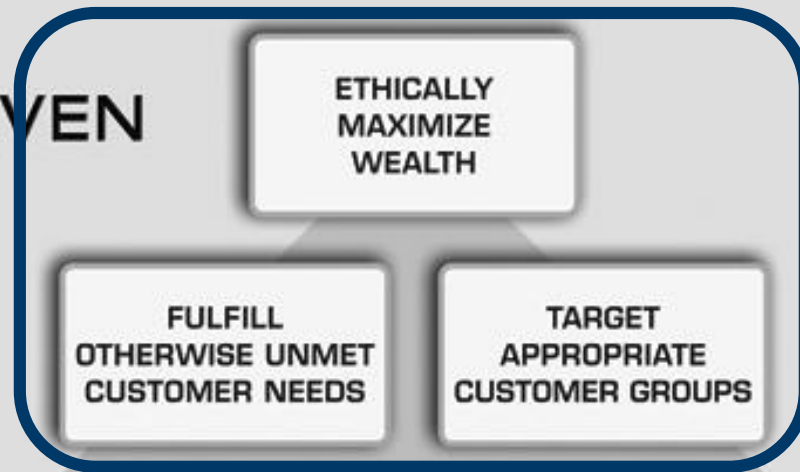 VEN
ETHICALLY
MAXIMIZE
WEALTH
FULFILL
OTHERWISE UNMET
CUSTOMER NEEDS
TARGET
APPROPRIATE
CUSTOMER GROUPS